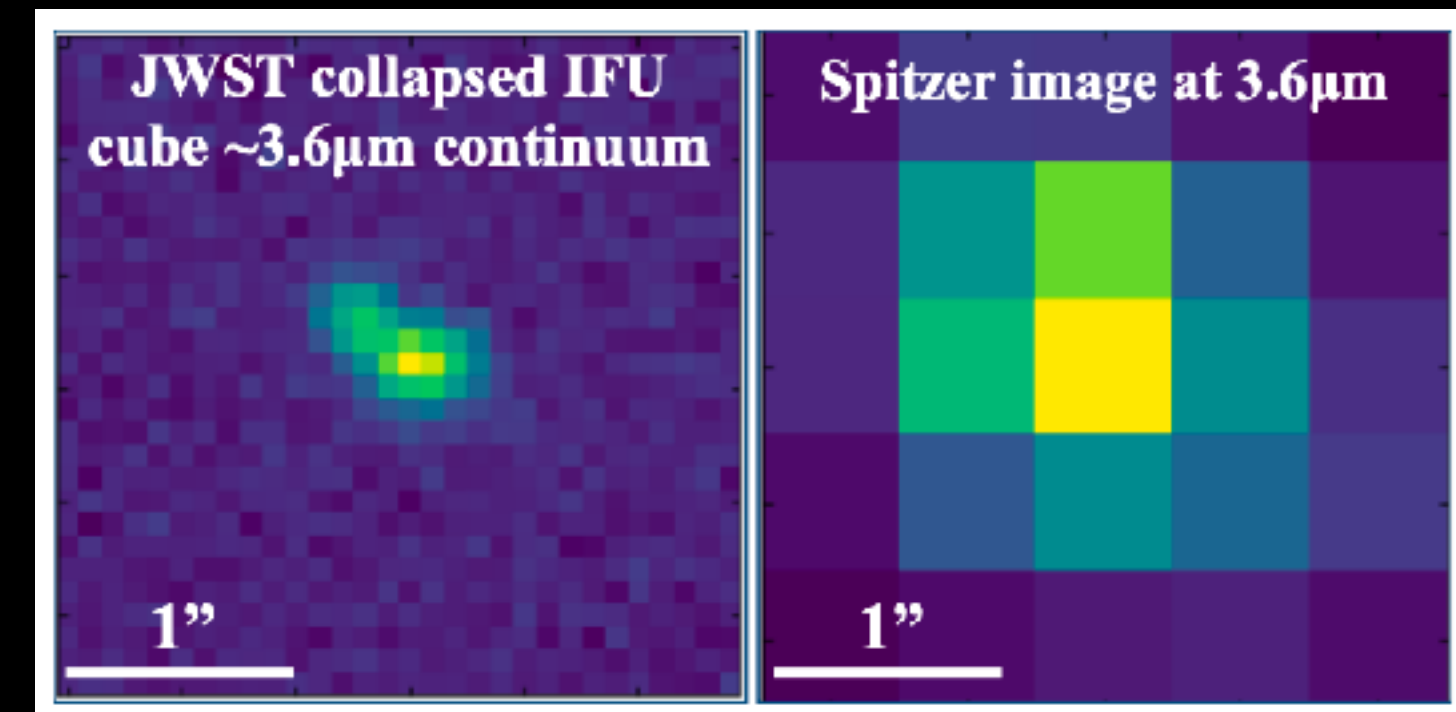 JWST collapsed IFU
cube ~3.6μm continuum
1”
Spitzer image at 3.6μm
1”